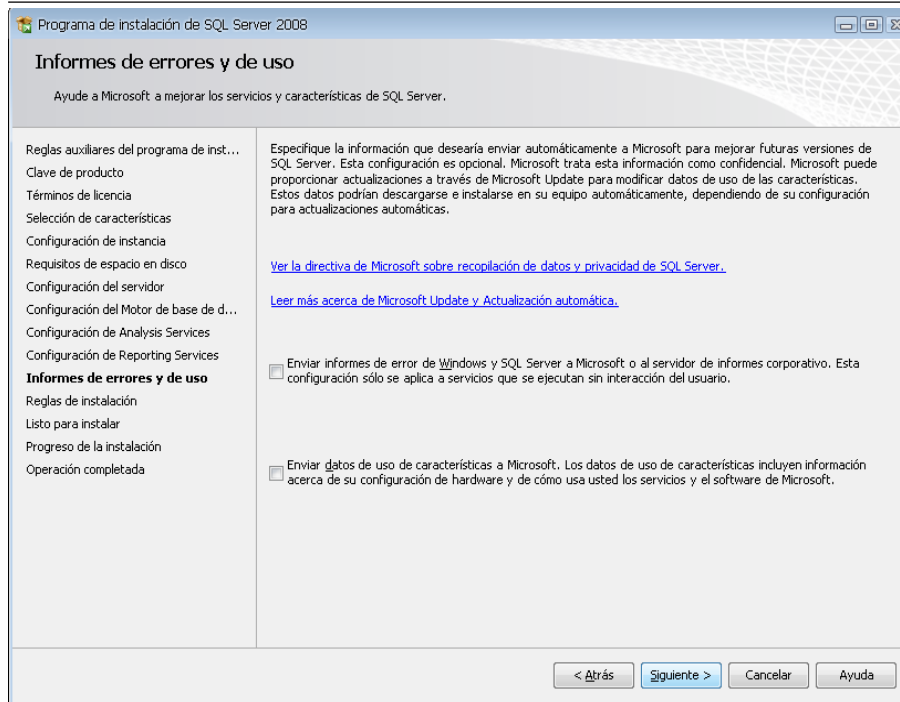 Programa de instalación de SQL Server 2008
Informes de errores y de uso
Ayude a Microsoft a mejorar los servicios y características de SQL Server.
Reglas auxiliares del programa de inst...
Clave de producto
Términos de licencia
Selección de características
Configuración de instancia
Requisitos de espacio en disco
Configuración del servidor
Configuración del Motor de base de d...
Configuración de Analysis Services
Configuración de Reporting Services
Informes de errores y de uso
Reglas de instalación
Listo para instalar
Progreso de la instalación
Operación completada
Especifique la información que desearía enviar automáticamente a Microsoft para mejorar futuras versiones de
SQL Server. Esta configuración es opcional. Microsoft trata esta información como confidencial. Microsoft puede
proporcionar actualizaciones a través de Microsoft Update para modificar datos de uso de las características.
Estos datos podrían descargarse e instalarse en su equipo automáticamente, dependiendo de su configuración
para actualizaciones automáticas.
Ver la directiva de Microsoft sobre recopilación de datos y privacidad de SQL Server.
Leer más acerca de Microsoft Update y Actualización automática.
Enviar informes de error de Windows y SQL Server a Microsoft o al servidor de informes corporativo. Esta
configuración sólo se aplica a servicios que se ejecutan sin interacción del usuario.
Enviar datos de uso de características a Microsoft. Los datos de uso de características incluyen información
acerca de su configuración de hardware y de cómo usa usted los servicios y el software de Microsoft.
< Atrás
Siguiente >
Cancelar
Ayuda